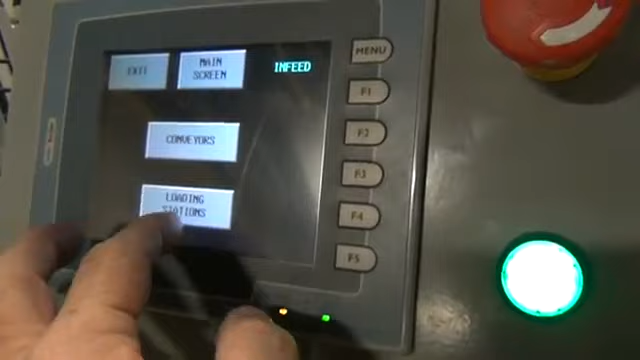 EXIT
MAIN
SCREEN
INFEED
MENU
F1
F2
F3
F4
F5
CONVEYORS
LOADING
STATIONS